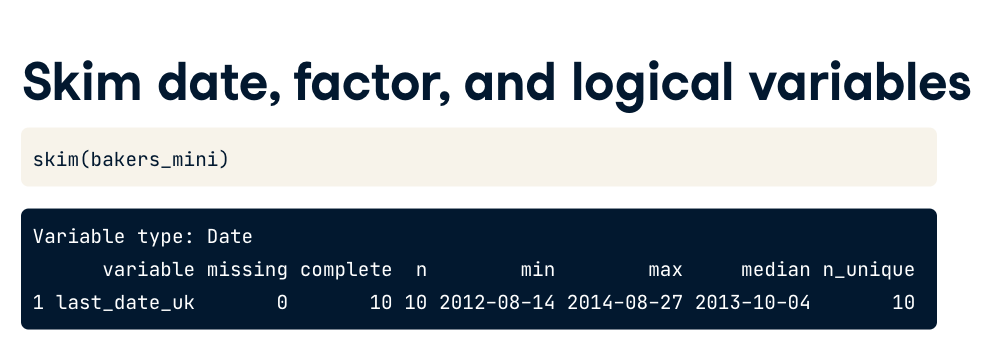 Skim date, factor, and logical variables
skim(bakers_mini)
Variable type: Date
variable missing complete n min max median n_unique
1 last_date_uk 0 10 10 2012-08-14 2014-08-27 2013-10-04 10